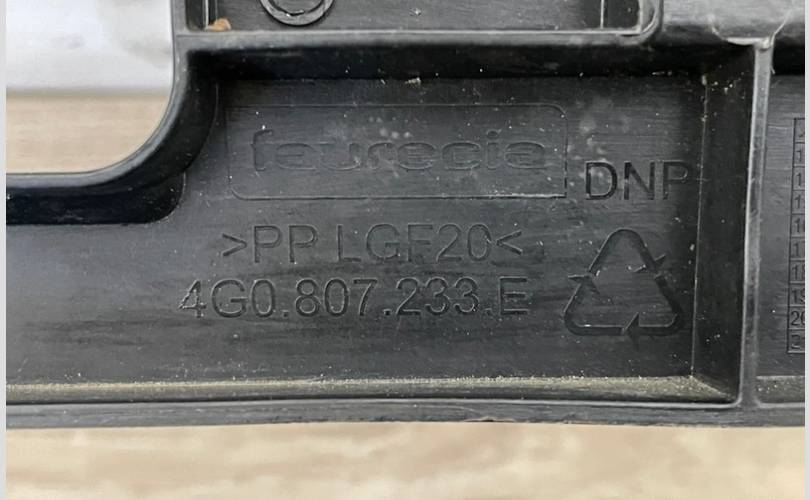 faurecia
DNP
>PP LGF20<
4G0.807.233.E